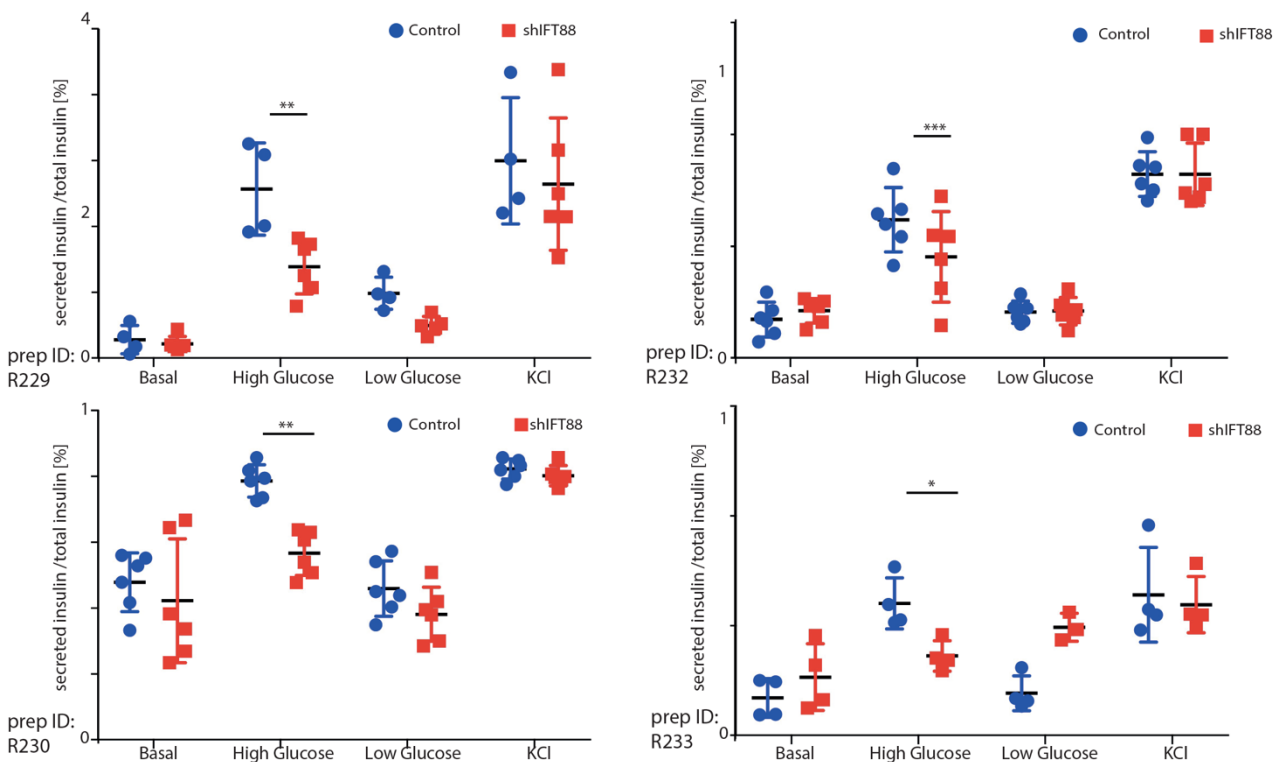 4
Control
shIFT88
secreted insulin /total insulin [%]
**
2
0
prep ID:
R229
Basal
High Glucose
Low Glucose
KCl
1
Control
shIFT88
secreted insulin /total insulin [%]
***
0
prep ID:
R232
Basal
High Glucose
Low Glucose
KCl
1
Control
shIFT88
secreted insulin /total insulin [%]
**
0
prep ID:
R230
Basal
High Glucose
Low Glucose
KCl
1
Control
shIFT88
secreted insulin /total insulin [%]
*
0
prep ID:
R233
Basal
High Glucose
Low Glucose
KCl